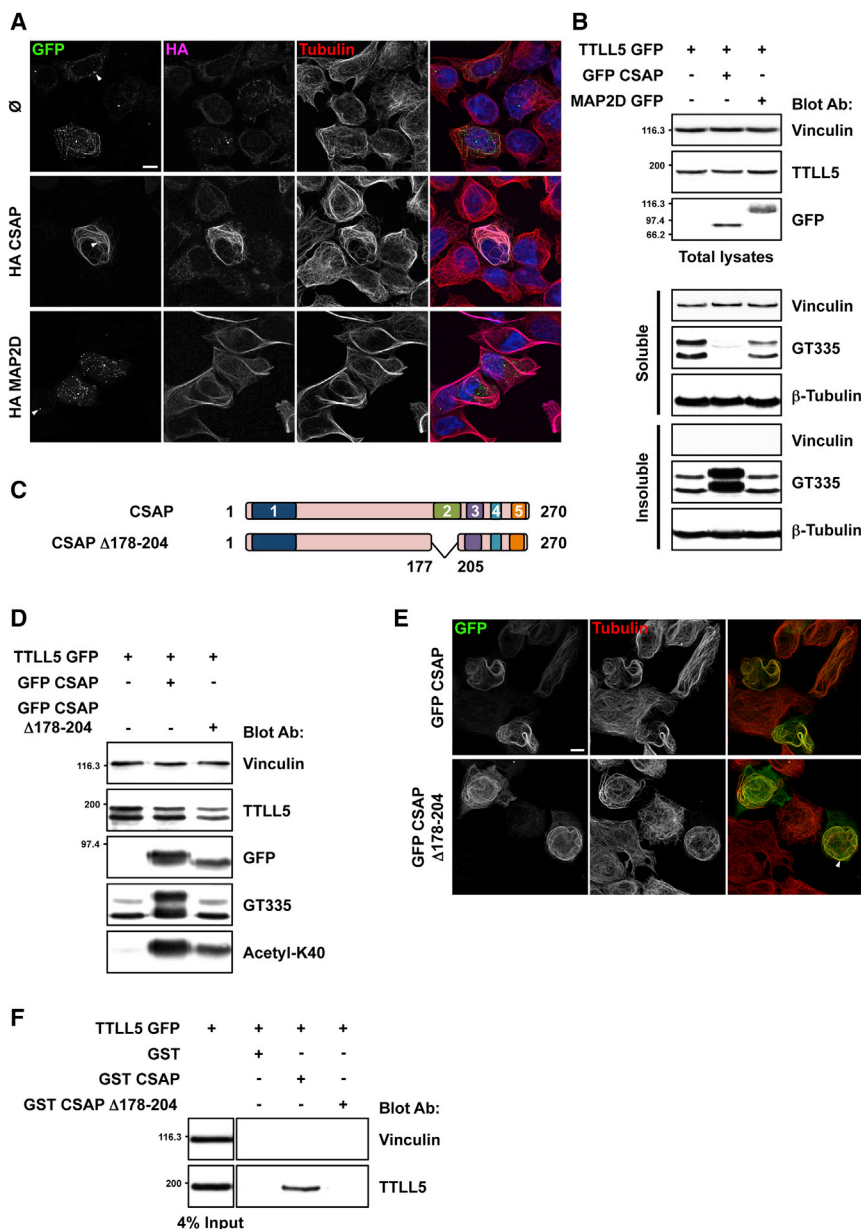 A
GFP
HA
Tubulin
Ø
HA CSAP
HA MAP2D
B
TTLL5 GFP + + +
GFP CSAP - + -
MAP2D GFP - - +
Blot Ab:
116.3
Vinculin
200
TTLL5
116.3
97.4
66.2
GFP
Total lysates
Soluble
Vinculin
GT335
β-Tubulin
Insoluble
Vinculin
GT335
β-Tubulin
C
CSAP 1 1 2 3 4 5 270
CSAP Δ178-204 1 270
177 205
D
TTLL5 GFP + + +
GFP CSAP - + -
GFP CSAP
Δ178-204 - - +
Blot Ab:
116.3
Vinculin
200
TTLL5
97.4
GFP
GT335
Acetyl-K40
E
GFP
Tubulin
GFP CSAP
GFP CSAP
Δ178-204
F
TTLL5 GFP + + + +
GST + - -
GST CSAP - + -
GST CSAP Δ178-204 - - +
Blot Ab:
116.3
Vinculin
200
TTLL5
4% Input